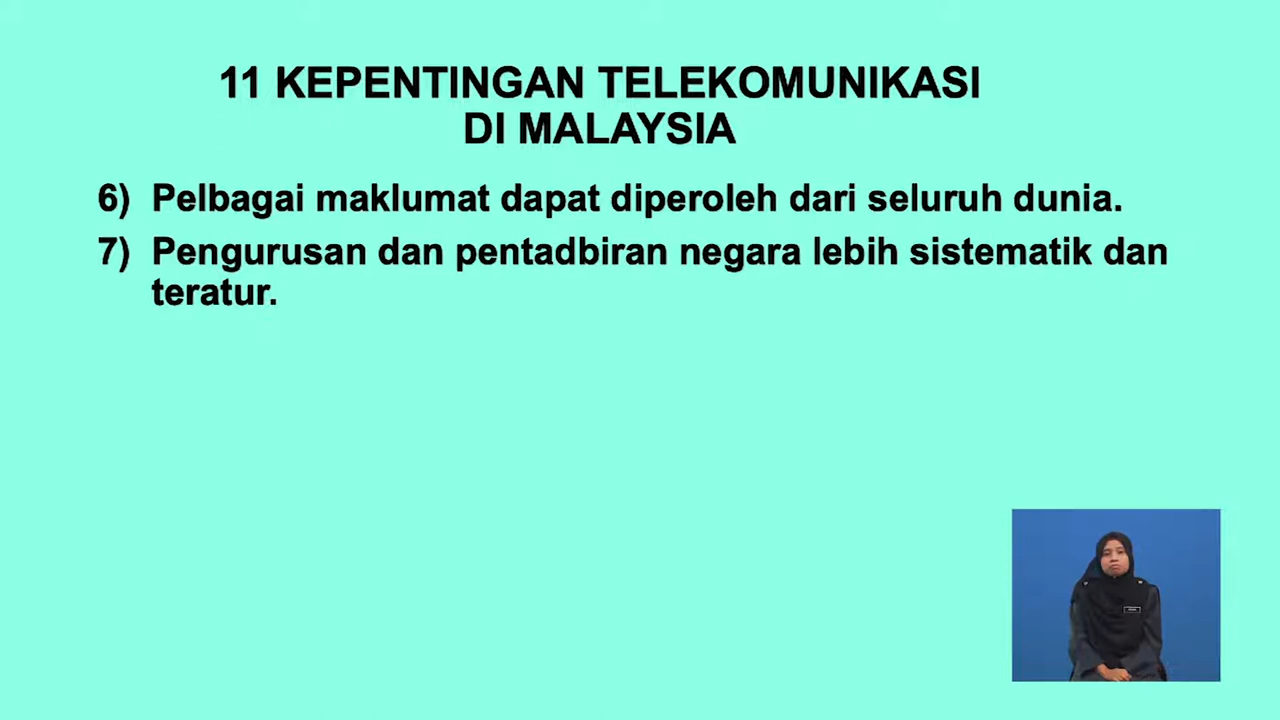 11 KEPENTINGAN TELEKOMUNIKASI
DI MALAYSIA
6) Pelbagai maklumat dapat diperoleh dari seluruh dunia.
7) Pengurusan dan pentadbiran negara lebih sistematik dan
teratur.